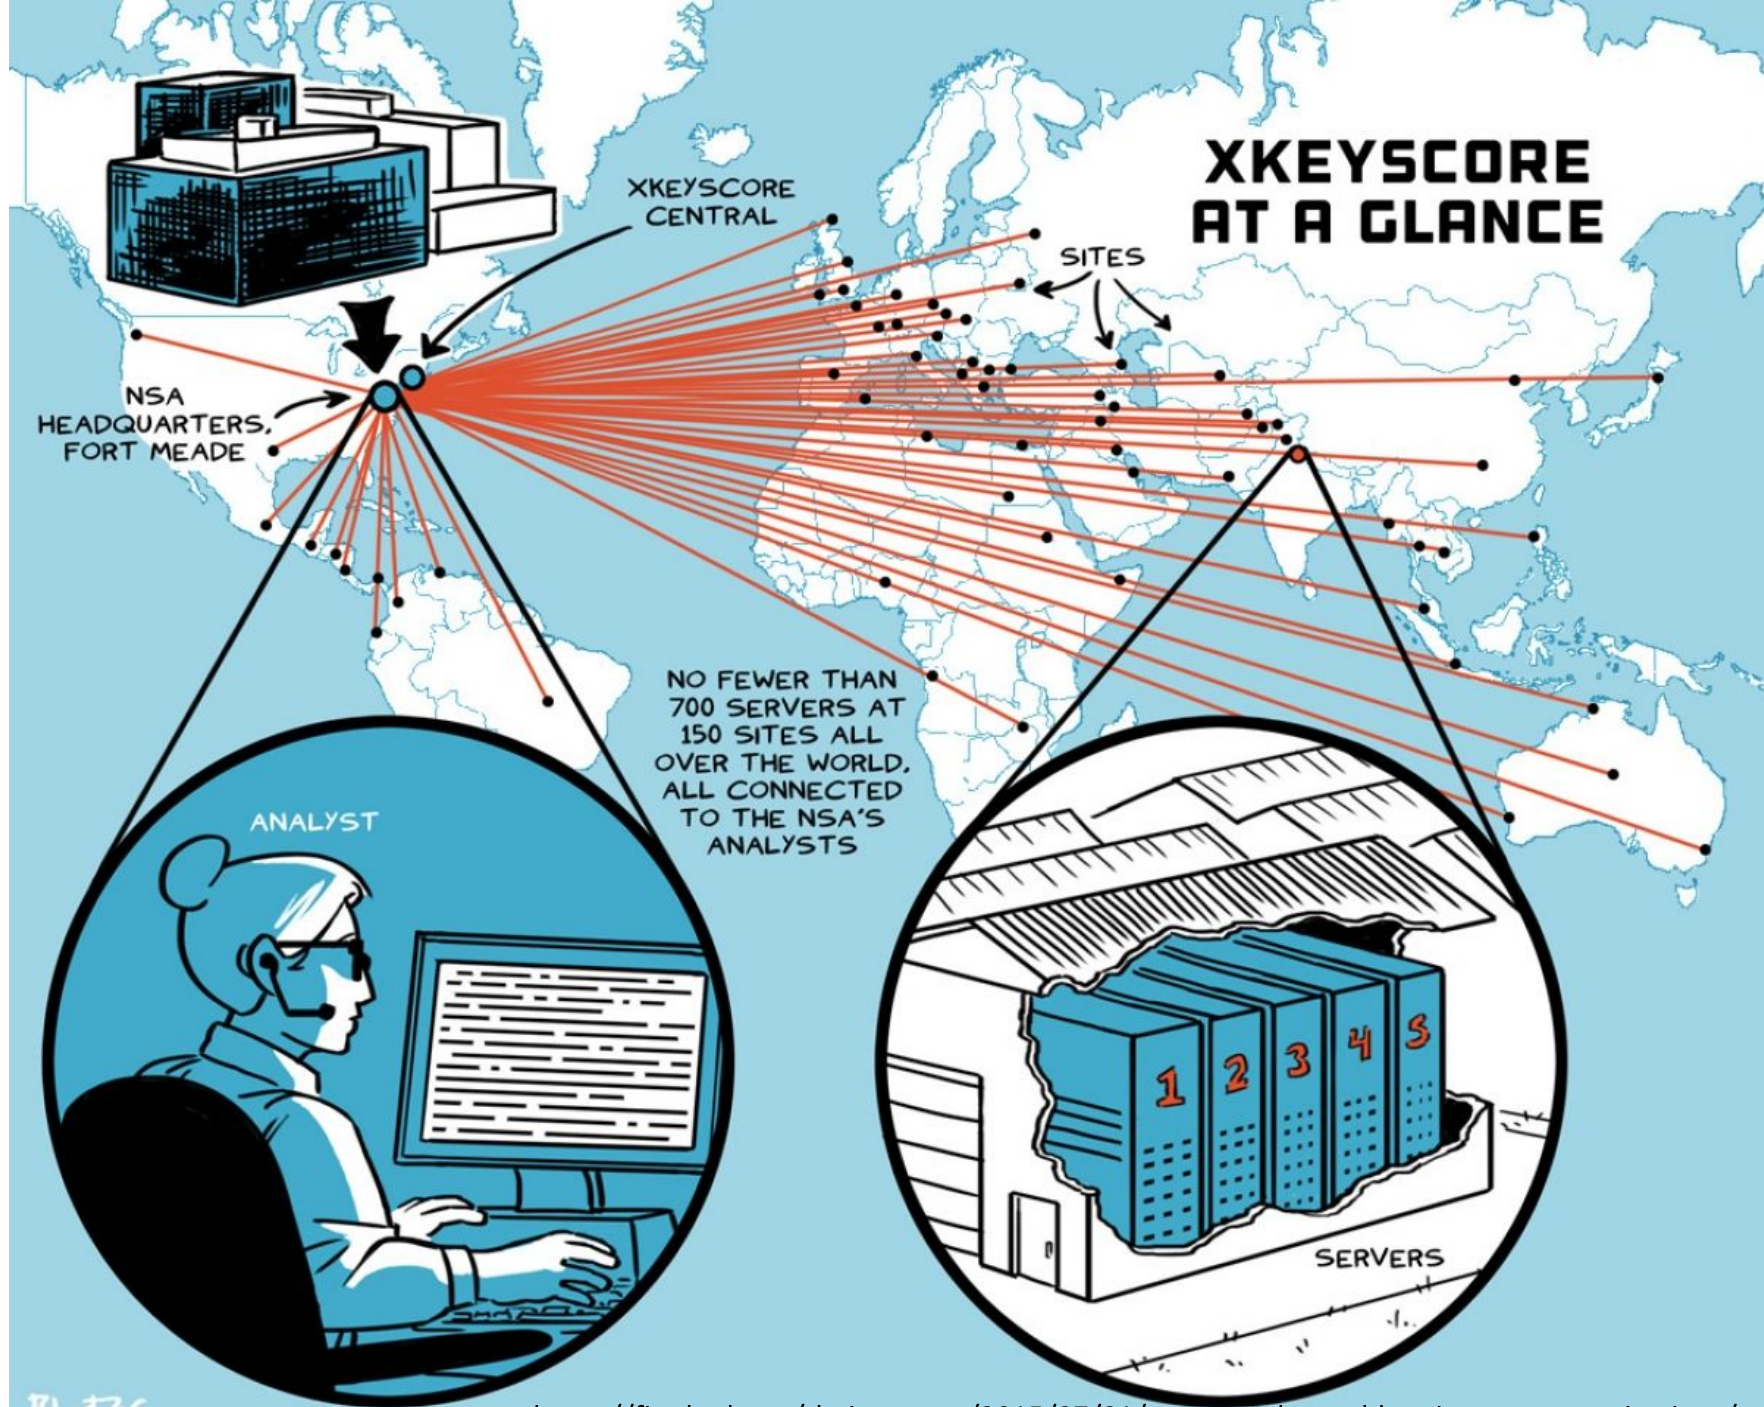 XKEYSCORE
AT A GLANCE
XKEYSCORE
CENTRAL
SITES
NSA
HEADQUARTERS,
FORT MEADE
NO FEWER THAN
700 SERVERS AT
150 SITES ALL
OVER THE WORLD,
ALL CONNECTED
TO THE NSA'S
ANALYSTS
ANALYST
1 2 3 4 5
SERVERS